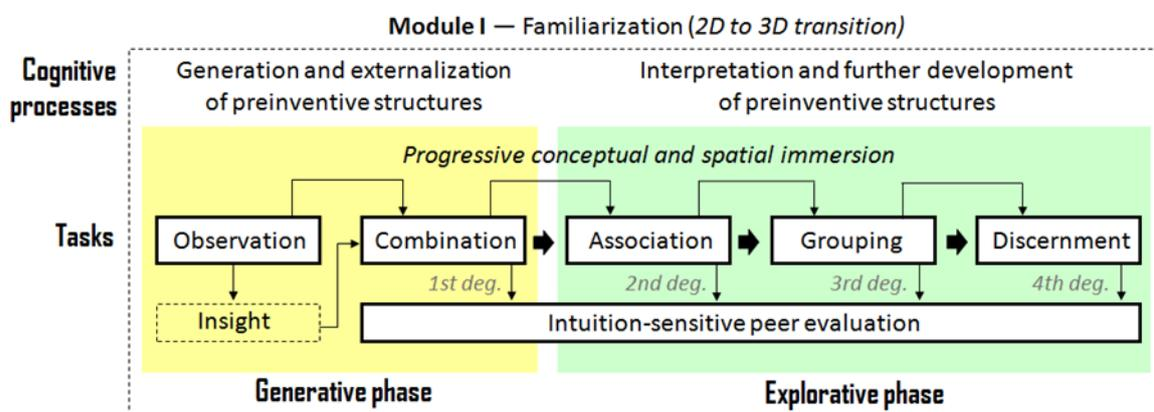 Module I — Familiarization (2D to 3D transition)
Cognitive
processes
Generation and externalization
of preinventive structures
Interpretation and further development
of preinventive structures
Progressive conceptual and spatial immersion
Tasks
Observation
Combination
Association
Grouping
Discernment
1st deg.
2nd deg.
3rd deg.
4th deg.
Insight
Intuition-sensitive peer evaluation
Generative phase
Explorative phase